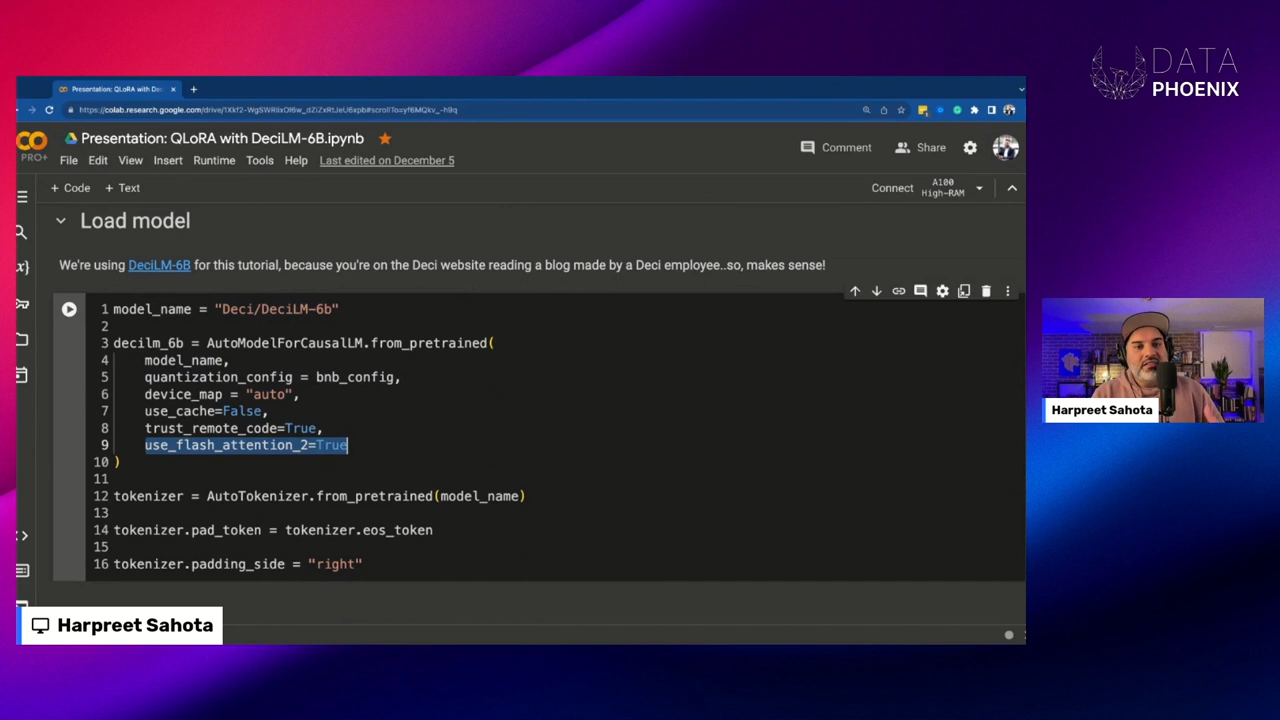 DATA
PHOENIX
Presentation: QLoRA with Dec
Presentation: QLoRA with DeciLM-6B.ipynb
PRO+
File Edit View Insert Runtime Tools Help Last edited on December 5
Comment Share
+ Code + Text
Connect A100
High-RAM
Load model
We're using DeciLM-6B for this tutorial, because you're on the Deci website reading a blog made by a Deci employee..so, makes sense!
1 model_name = "Deci/DeciLM-6b"
2
3 decilm_6b = AutoModelForCausalLM.from_pretrained(
4 model_name,
5 quantization_config = bnb_config,
6 device_map = "auto",
7 use_cache=False,
8 trust_remote_code=True,
9 use_flash_attention_2=True
10 )
11
12 tokenizer = AutoTokenizer.from_pretrained(model_name)
13
14 tokenizer.pad_token = tokenizer.eos_token
15
16 tokenizer.padding_side = "right"
Harpreet Sahota
Harpreet Sahota